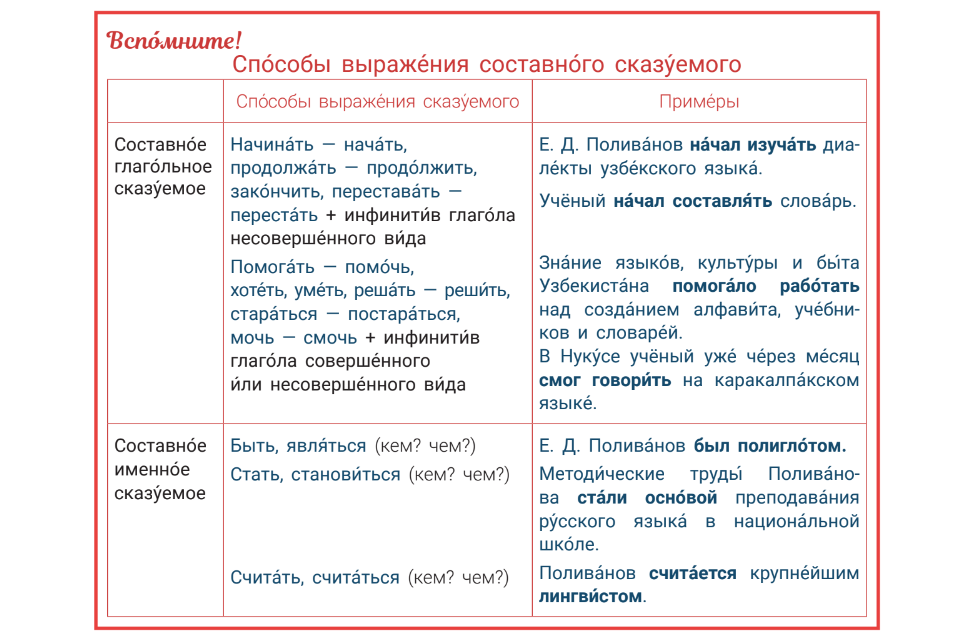 Вспо́мните!
Спо́собы выраже́ния составно́го сказу́емого
Спо́собы выраже́ния сказу́емого
Приме́ры
Составно́е
глаго́льное
сказу́емое
Начина́ть — нача́ть,
продолжа́ть — продо́лжить,
зако́нчить, перестава́ть —
переста́ть + инфинити́в глаго́ла
несоверше́нного ви́да
Помога́ть — помо́чь,
хоте́ть, уме́ть, реша́ть — реши́ть,
стара́ться — постара́ться,
мочь — смочь + инфинити́в
глаго́ла соверше́нного
и́ли несоверше́нного ви́да
Е. Д. Полива́нов на́чал изуча́ть диа-
ле́кты узбе́кского языка́.
Учёный на́чал составля́ть слова́рь.
Зна́ние языко́в, культу́ры и бы́та
Узбекиста́на помога́ло рабо́тать
над созда́нием алфави́та, уче́бни-
ков и словаре́й.
В Нуку́се учёный уже́ че́рез ме́сяц
смог говори́ть на каракалпа́кском
языке́.
Составно́е
именно́е
сказу́емое
Быть, явля́ться (кем? чем?)
Стать, станови́ться (кем? чем?)
Счита́ть, счита́ться (кем? чем?)
Е. Д. Полива́нов был полигло́том.
Методи́ческие труды́ Полива́но-
ва ста́ли осно́вой преподава́ния
ру́сского языка́ в национа́льной
шко́ле.
Полива́нов счита́ется крупне́йшим
лингви́стом.